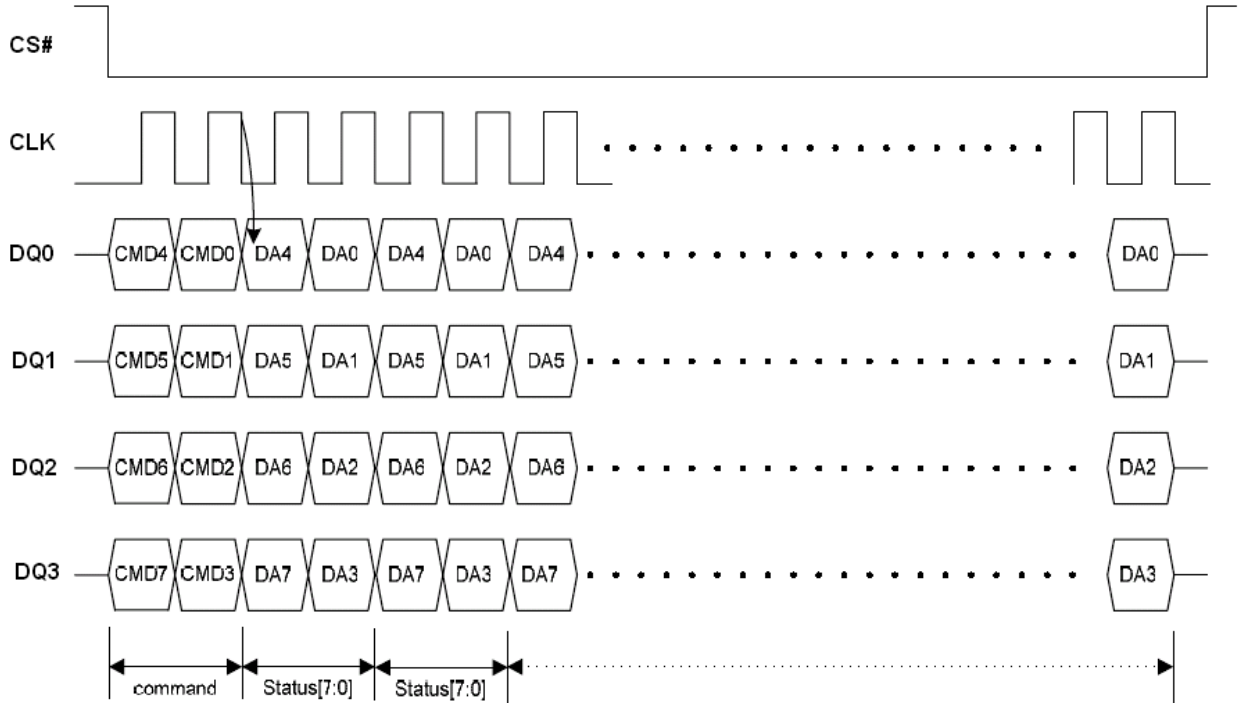 CS#
CLK
DQ0 CMD4 CMD0 DA4 DA0 DA4 DA0 DA4 DA0
DQ1 CMD5 CMD1 DA5 DA1 DA5 DA1 DA5 DA1
DQ2 CMD6 CMD2 DA6 DA2 DA6 DA2 DA6 DA2
DQ3 CMD7 CMD3 DA7 DA3 DA7 DA3 DA7 DA3
command Status[7:0] Status[7:0]